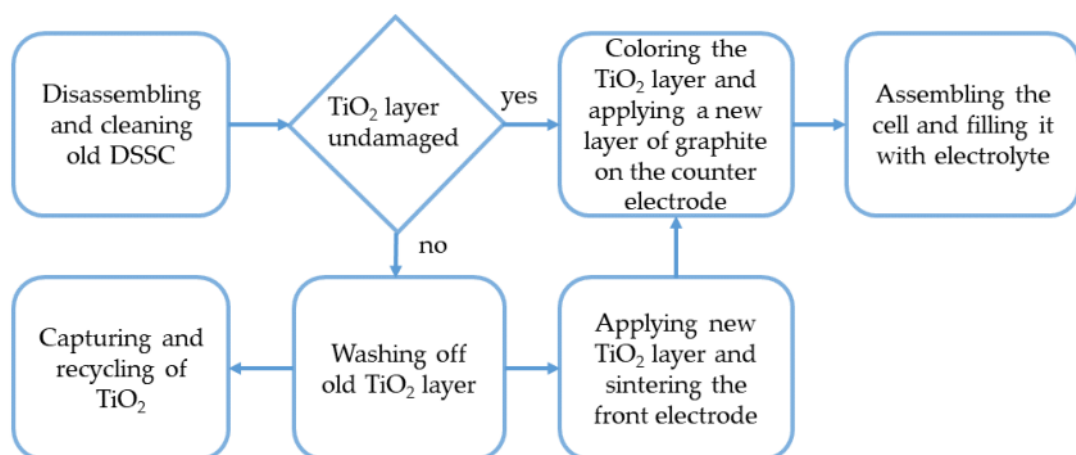 Disassembling
and cleaning
old DSSC
TiO₂ layer
undamaged
yes
no
Coloring the
TiO₂ layer and
applying a new
layer of graphite
on the counter
electrode
Assembling the
cell and filling it
with electrolyte
Capturing and
recycling of
TiO₂
Washing off
old TiO₂ layer
Applying new
TiO₂ layer and
sintering the
front electrode